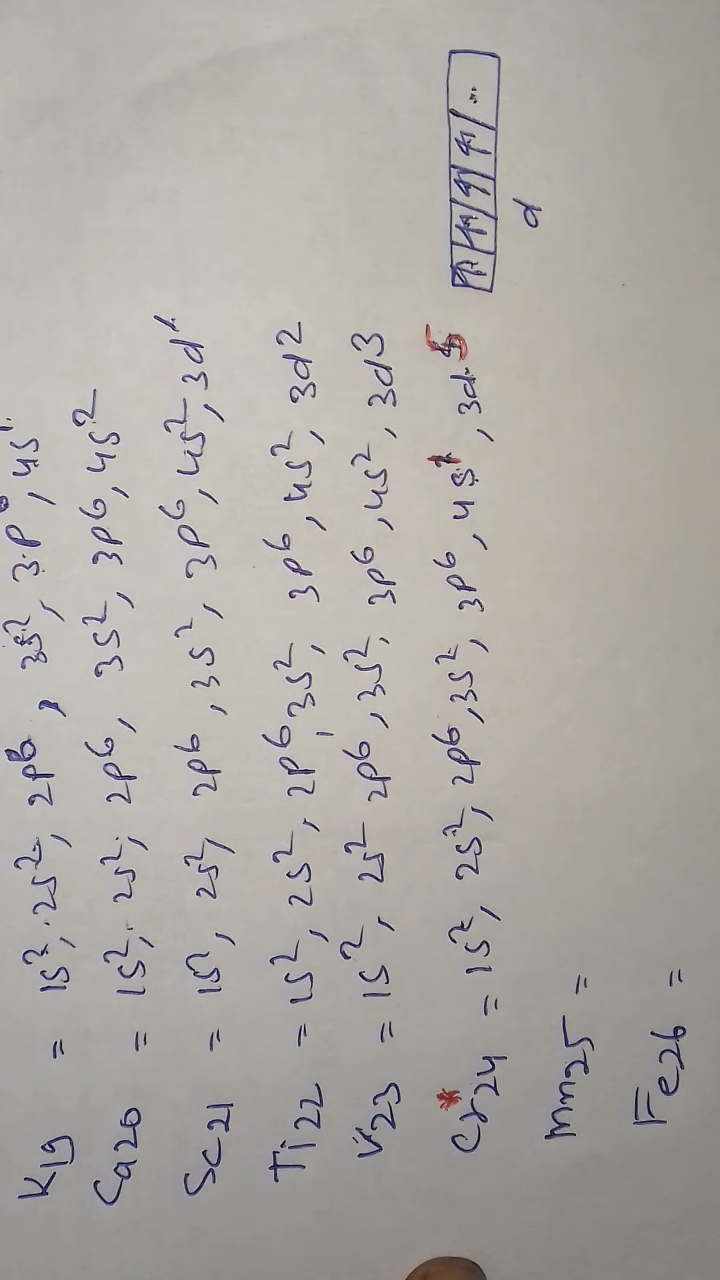 K19 = 1s², 2s², 2p⁶, 3s², 3p⁶, 4s¹
Ca20 = 1s², 2s², 2p⁶, 3s², 3p⁶, 4s²
Sc21 = 1s², 2s², 2p⁶, 3s², 3p⁶, 4s², 3d¹
Ti22 = 1s², 2s², 2p⁶, 3s², 3p⁶, 4s², 3d2
V23 = 1s², 2s² 2p⁶, 3s², 3p⁶, 4s², 3d3
*Cr24 = 1s², 2s², 2p⁶, 3s², 3p⁶, 4s¹, 3d5
d
Mn25 =
Fe26 =